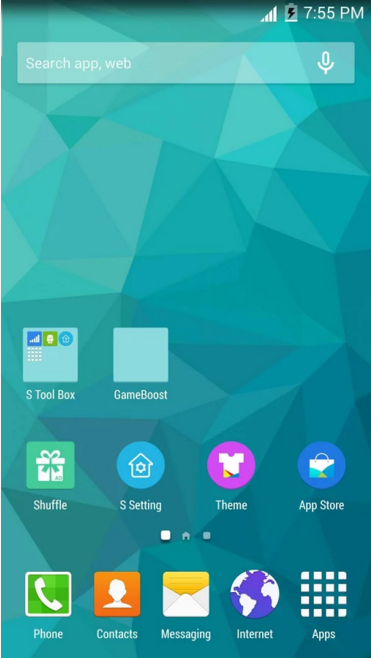 7:55 PM
Search app, web
S Tool Box GameBoost
AD
Shuffle S Setting Theme App Store
Phone Contacts Messaging Internet Apps